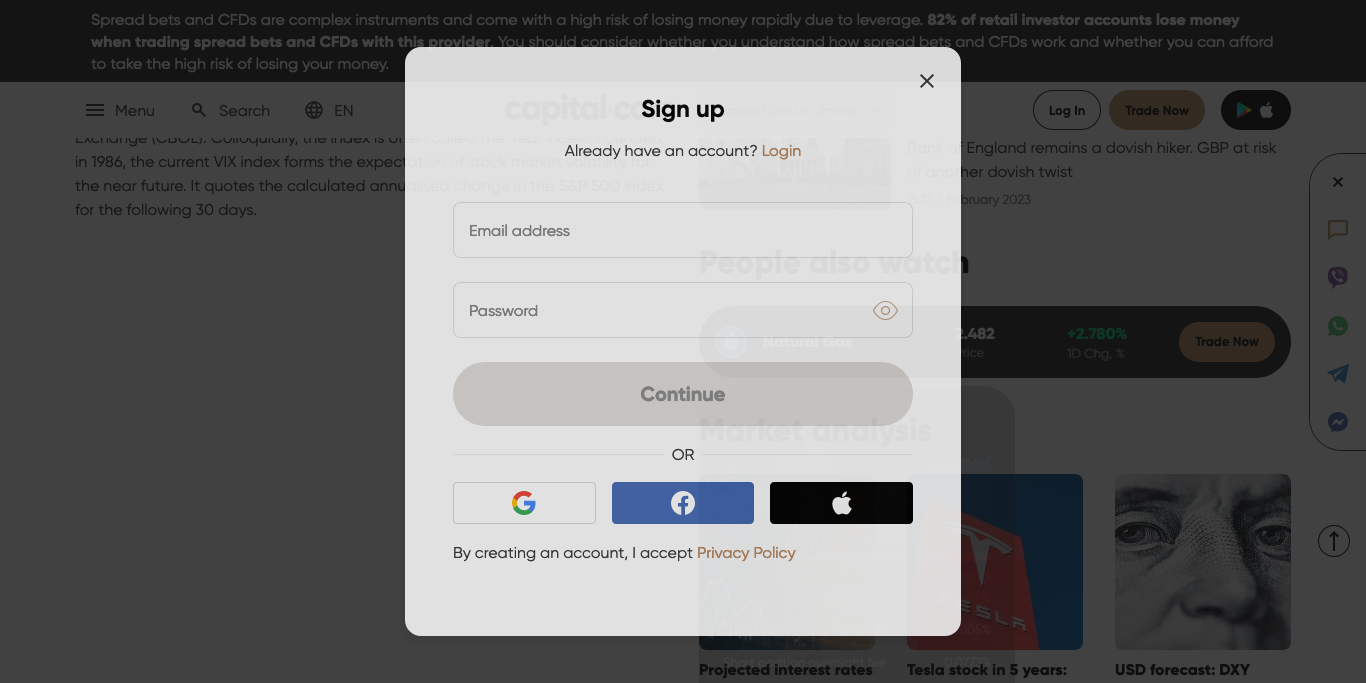 Spread bets and CFDs are complex instruments and come with a high risk of losing money rapidly due to leverage. 82% of retail investor accounts lose money
when trading spread bets and CFDs with this provider. You should consider whether you understand how spread bets and CFDs work and whether you can afford
to take the high risk of losing your money.
Menu
Search
EN
capital.co
Log In
Trade Now
Sign up
Already have an account? Login
Exchange (CBOE). Colloquially, the index is often called the
in 1986, the current VIX index forms the expectation of stock market volatility for
the near future. It quotes the calculated annualised change in the S&P 500 index
for the following 30 days.
Bank of England remains a dovish hiker. GBP at risk
of another dovish twist
February 2023
Email address
Password
People also watch
Natural Gas
2.482
Price
+2.780%
1D Chg, %
Trade Now
Continue
Market analysis
OR
By creating an account, I accept Privacy Policy
TESLA
Projected interest rates
Tesla stock in 5 years:
USD forecast: DXY